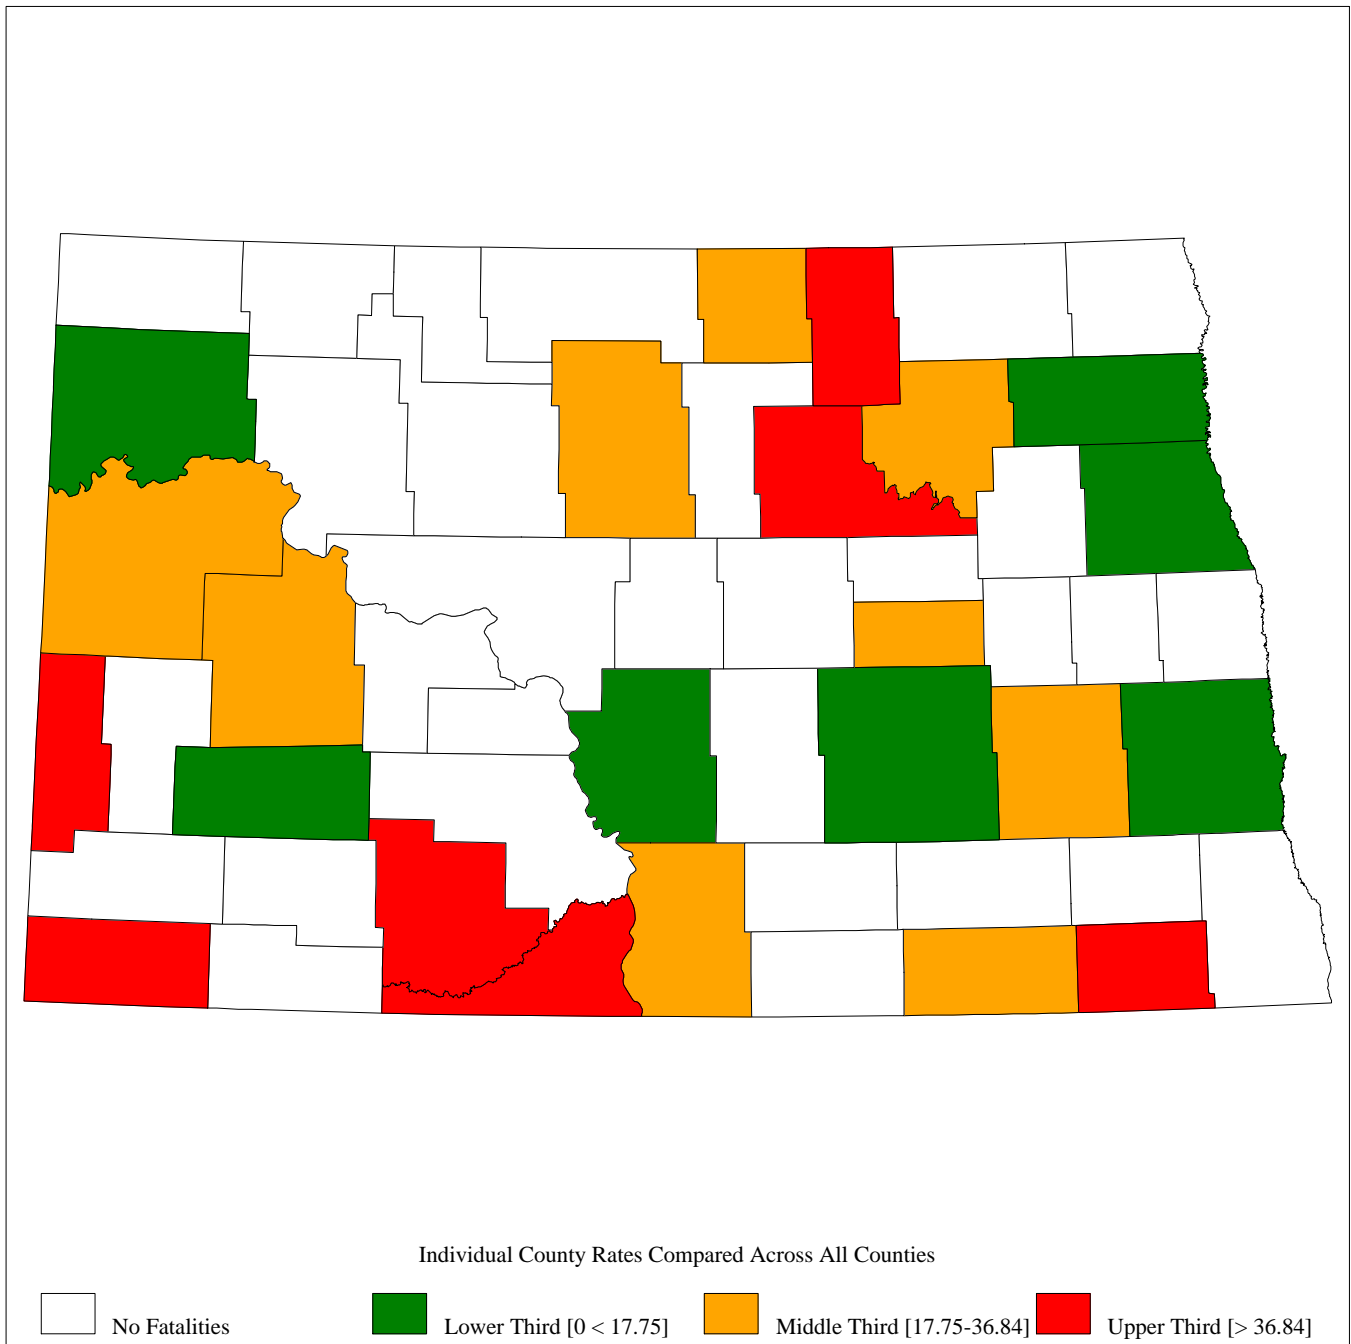 Individual County Rates Compared Across All Counties
No Fatalities Lower Third [0 < 17.75] Middle Third [17.75-36.84] Upper Third [> 36.84]